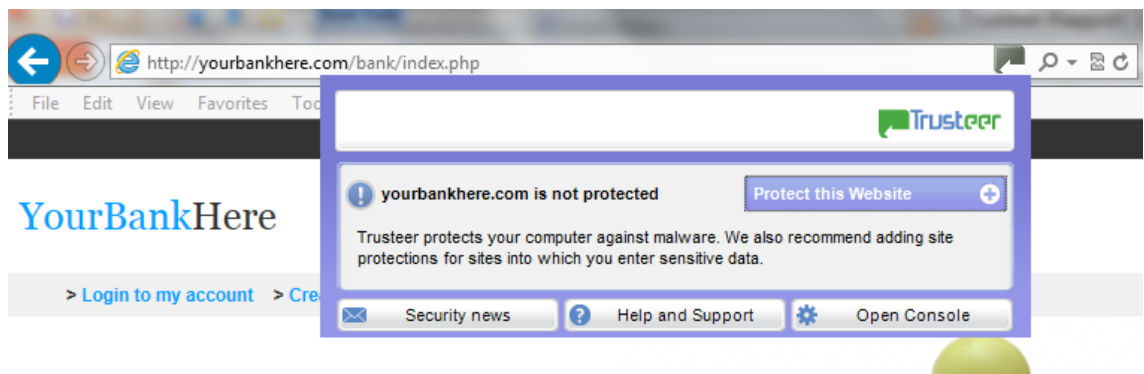 http://yourbankhere.com/bank/index.php
File Edit View Favorites Too
Trusteer
yourbankhere.com is not protected
Protect this Website
YourBankHere
Trusteer protects your computer against malware. We also recommend adding site
protections for sites into which you enter sensitive data.
> Login to my account > Cre
Security news
Help and Support
Open Console